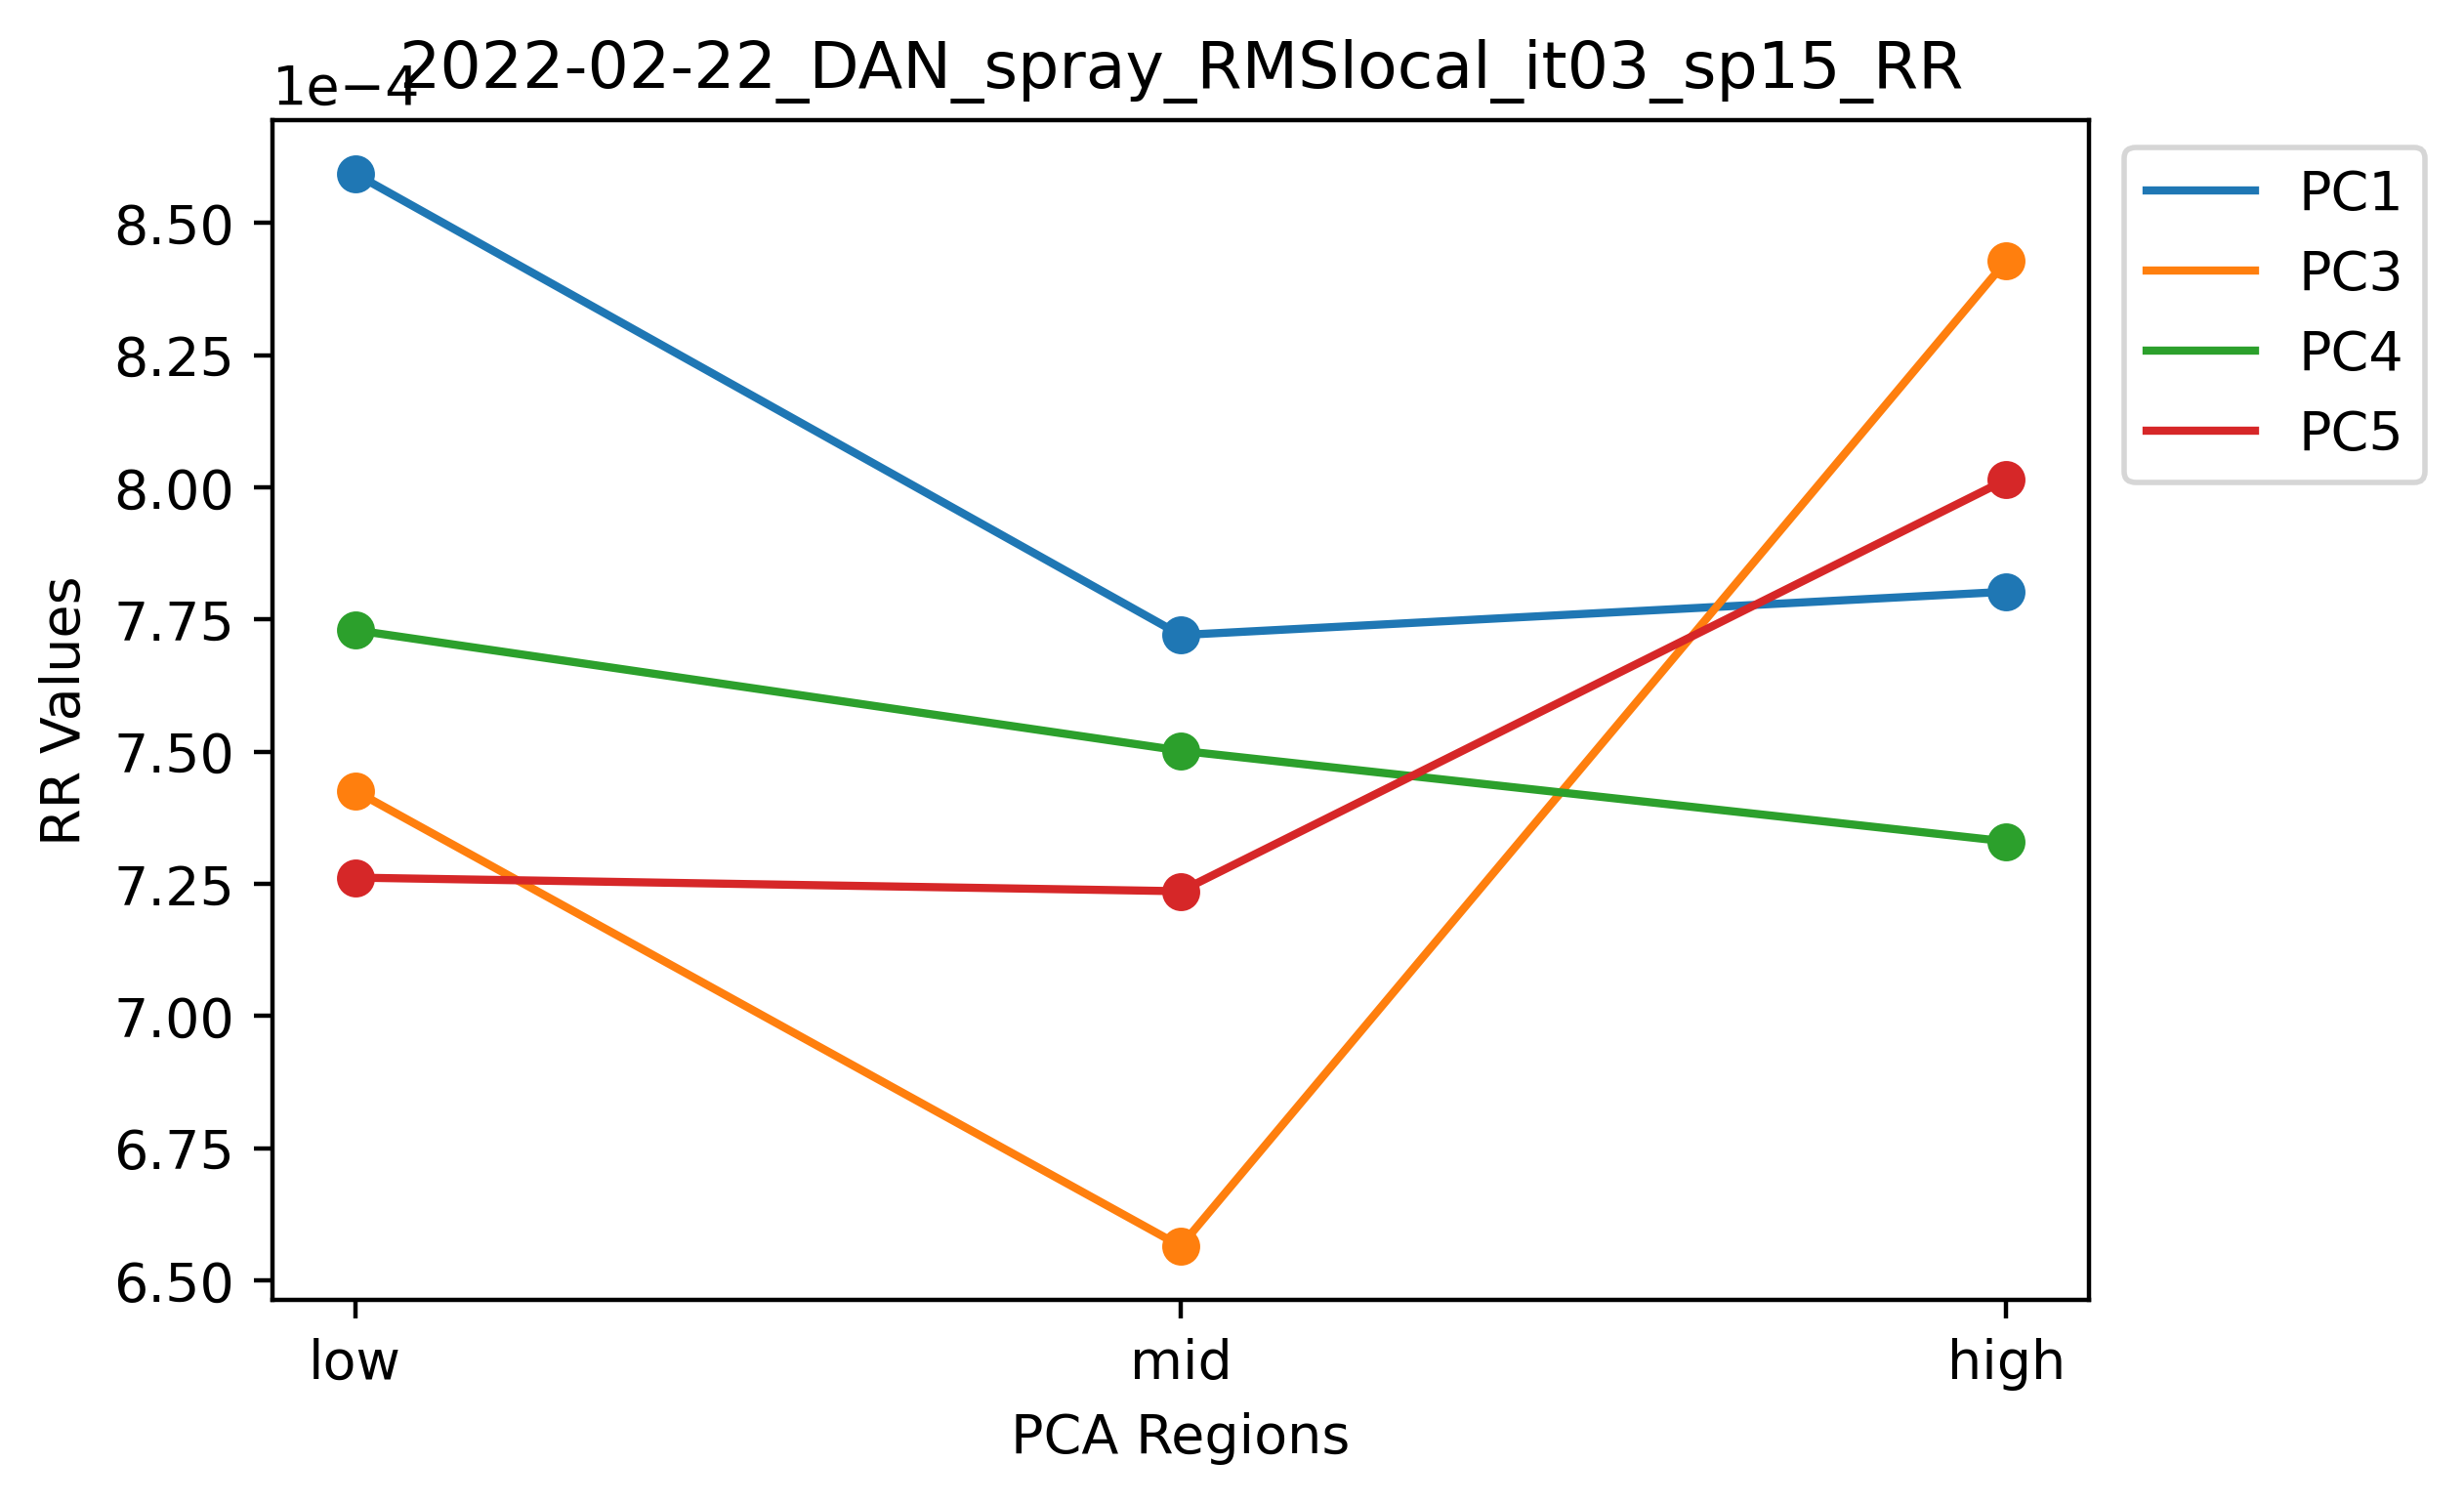 2022-02-22_DAN_spray_RMSlocal_it03_sp15_RR
1e−4
8.50
8.25
8.00
7.75
7.50
7.25
7.00
6.75
6.50
RR Values
low mid high
PCA Regions
PC1
PC3
PC4
PC5